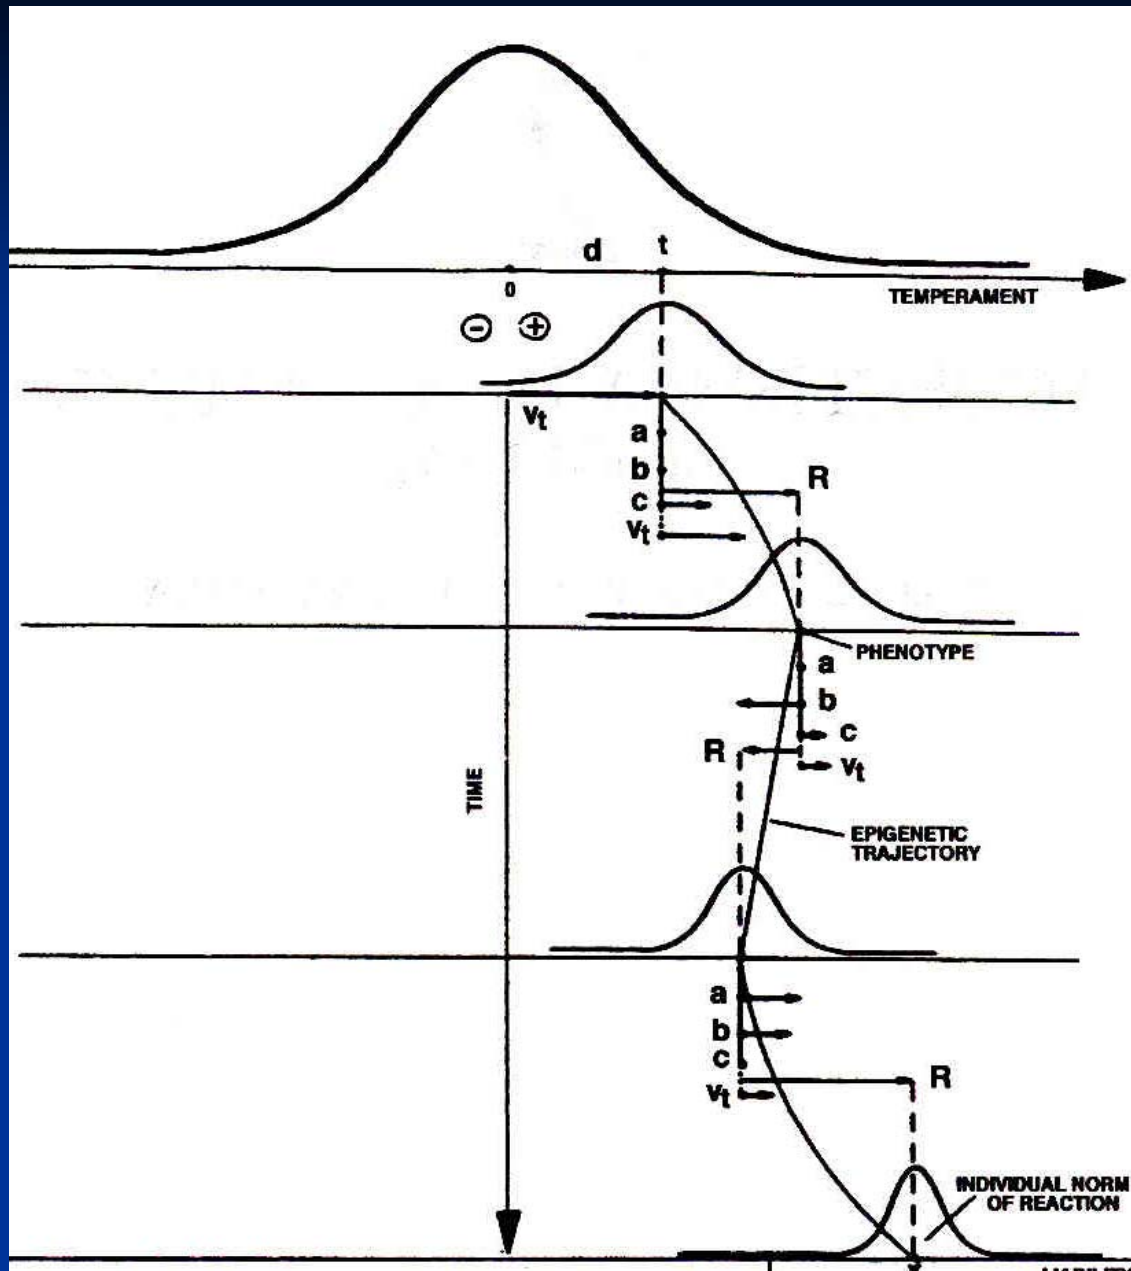 d
t
0
TEMPERAMENT
⊖ ⊕
Vt
a
b
R
c
Vt
PHENOTYPE
a
b
c
R
Vt
TIME
EPIGENETIC
TRAJECTORY
a
b
c
R
Vt
INDIVIDUAL NORM
OF REACTION